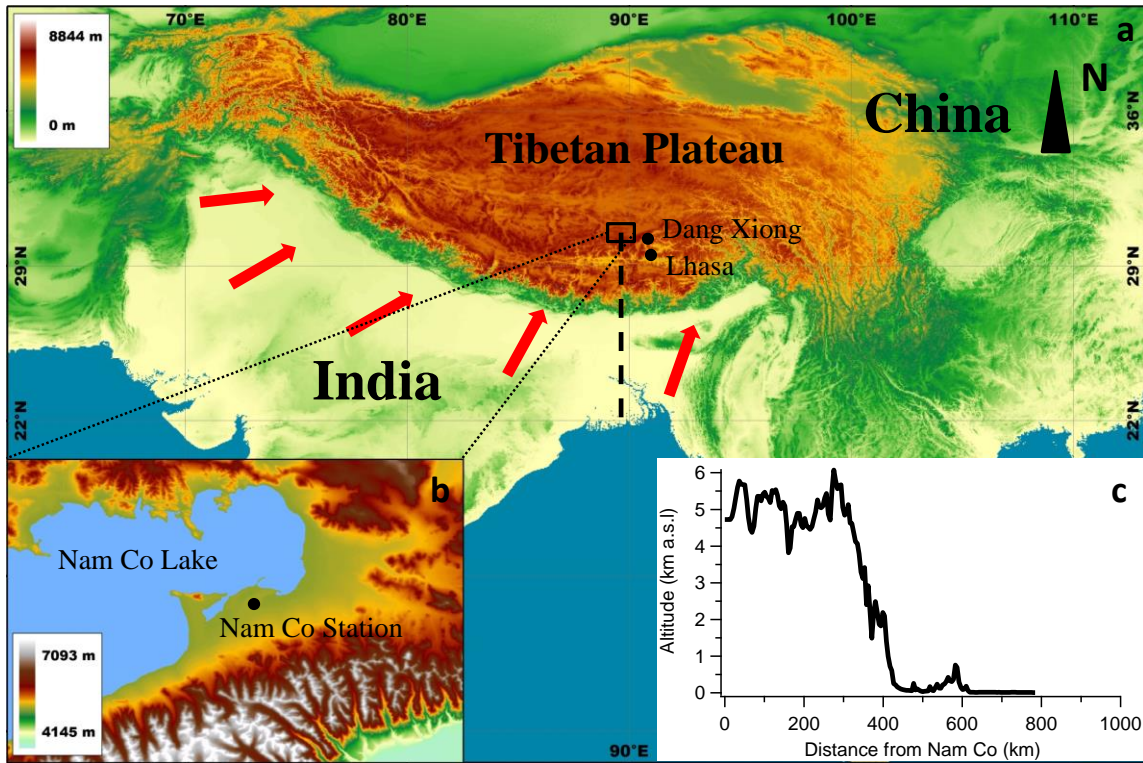 70°E
80°E
90°E
100°E
110°E
a
8844 m
0 m
N
China
36°N
36°N
Tibetan Plateau
Dang Xiong
Lhasa
29°N
29°N
India
22°N
22°N
b
Nam Co Lake
Nam Co Station
7093 m
4145 m
90°E
c
Altitude (km a.s.l)
6
5
4
3
2
1
0
0
200
400
600
800
1000
Distance from Nam Co (km)